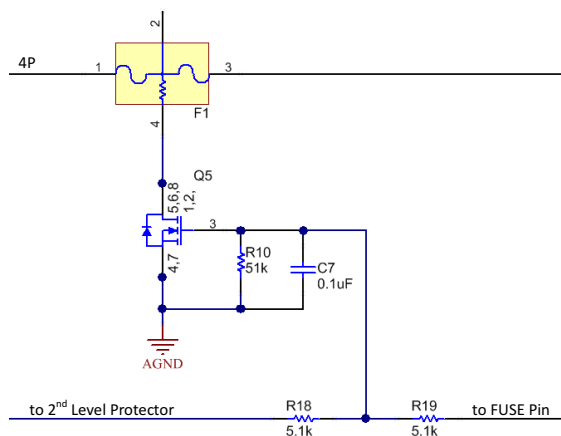 2
4P
1
3
F1
4
Q5
5,6,8
1,2,
3
4,7
R10
51k
C7
0.1uF
AGND
to 2nd Level Protector
R18
5.1k
R19
5.1k
to FUSE Pin